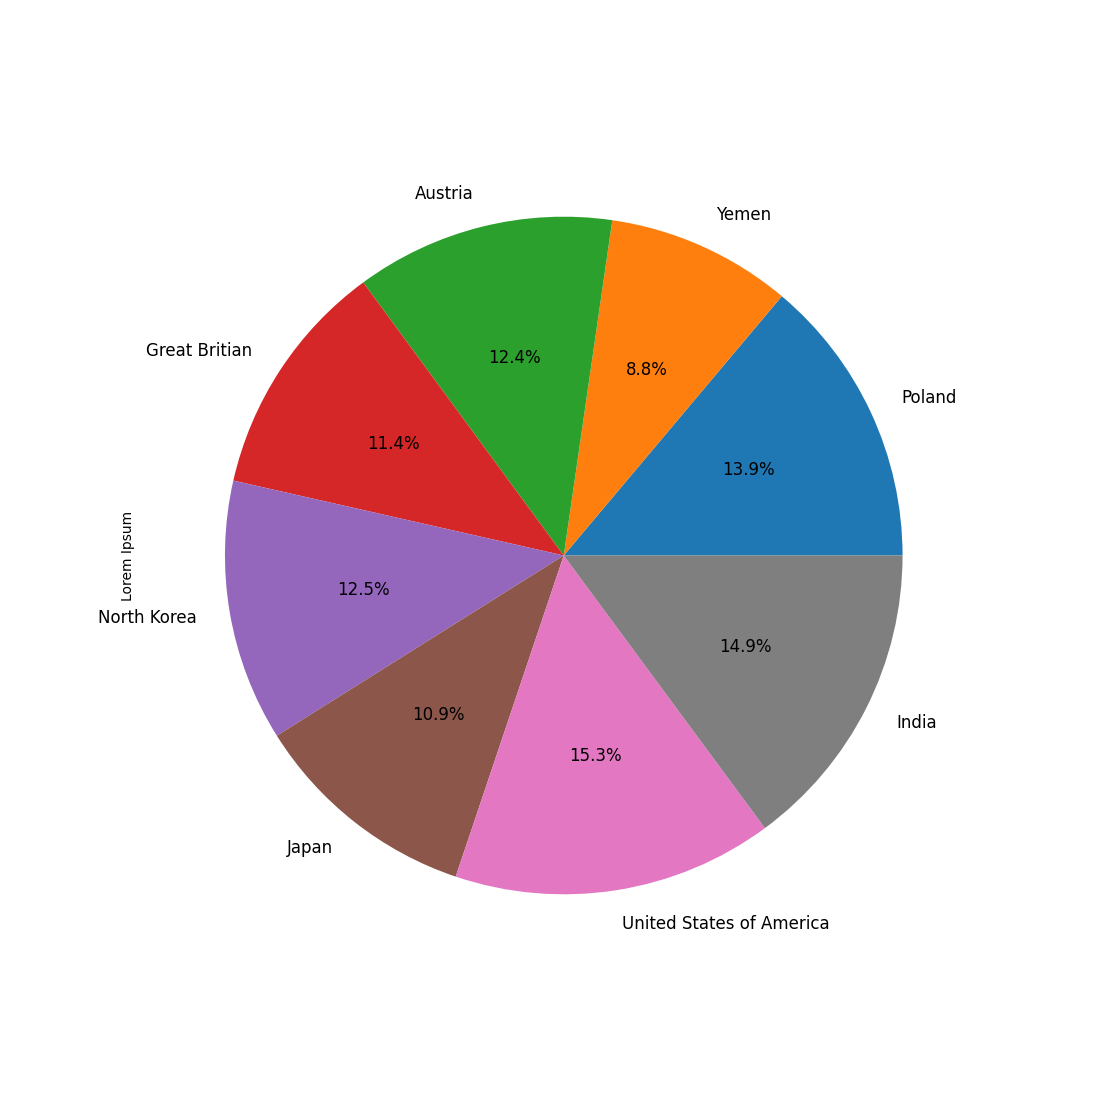 Austria
Yemen
Great Britian
Poland
12.4%
8.8%
11.4%
13.9%
Lorem Ipsum
North Korea
12.5%
14.9%
10.9%
15.3%
India
Japan
United States of America